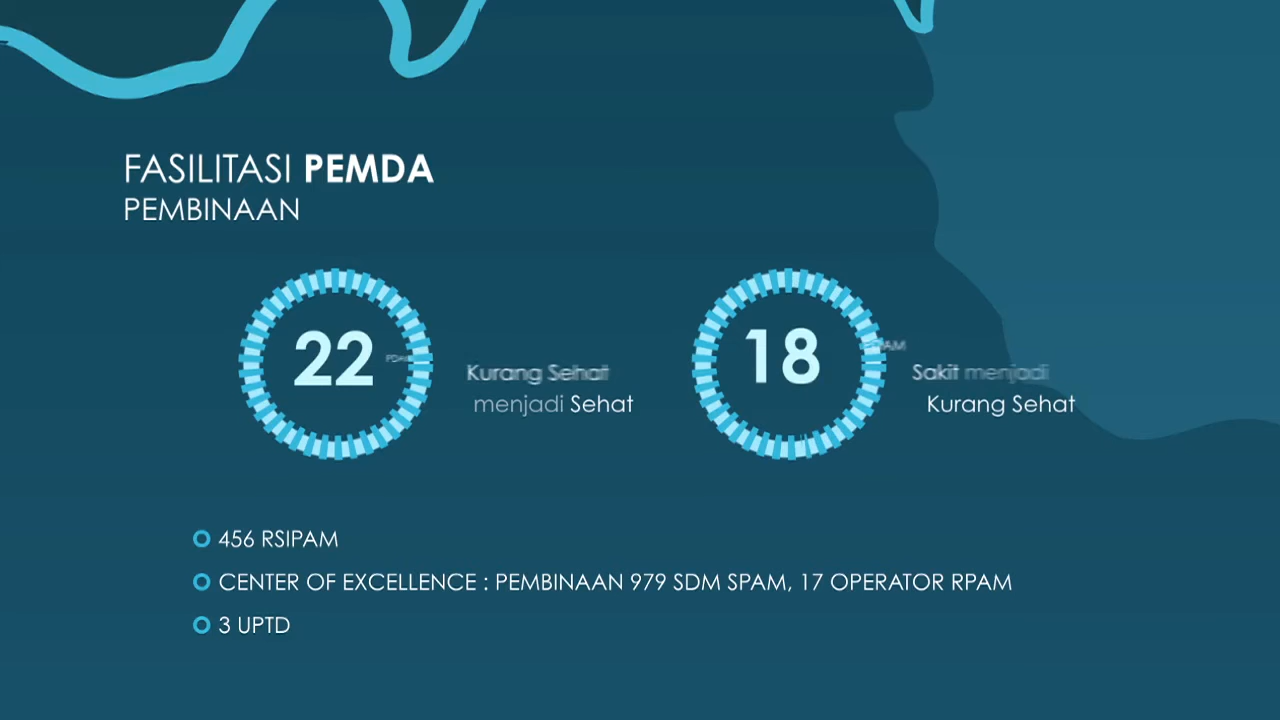 FASILITASI PEMDA
PEMBINAAN
22
Kurang Sehat
menjadi Sehat
18
Sakit menjadi
Kurang Sehat
456 RSIPAM
CENTER OF EXCELLENCE : PEMBINAAN 979 SDM SPAM, 17 OPERATOR RPAM
3 UPTD